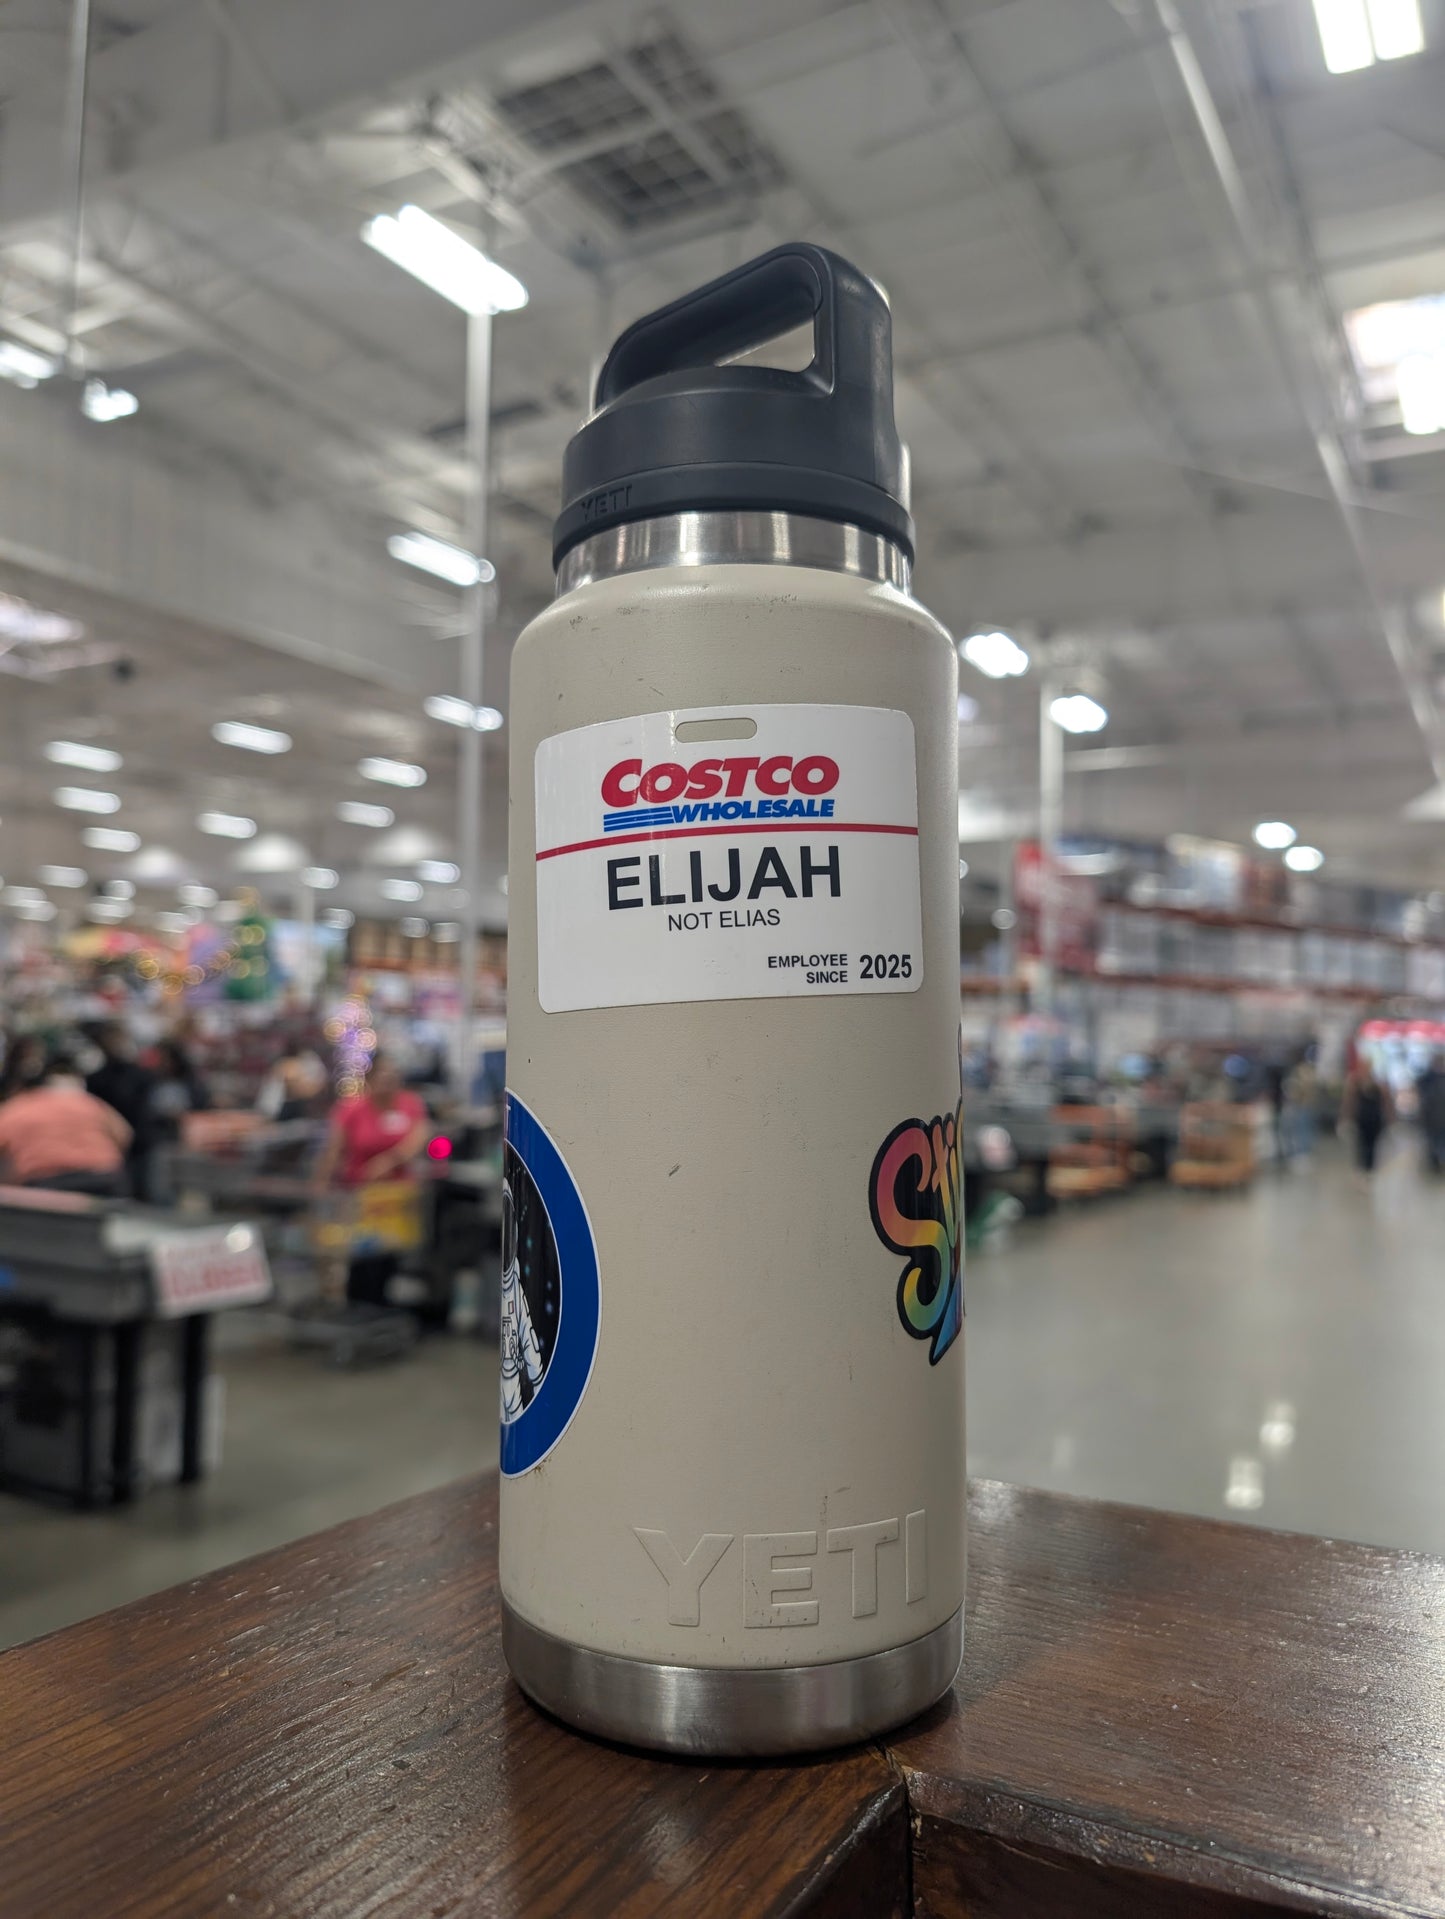 YETI
COSTCO
WHOLESALE
ELIJAH
NOT ELIAS
EMPLOYEE
SINCE 2025
YETI